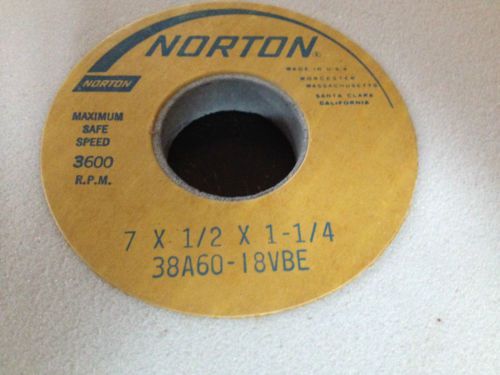 NORTON®
NORTON
MADE IN U.S.A.
WORCESTER
MASSACHUSETTS
SANTA CLARA
CALIFORNIA
MAXIMUM
SAFE
SPEED
3600
R.P.M.
7 X 1/2 X 1-1/4
38A60-I8VBE